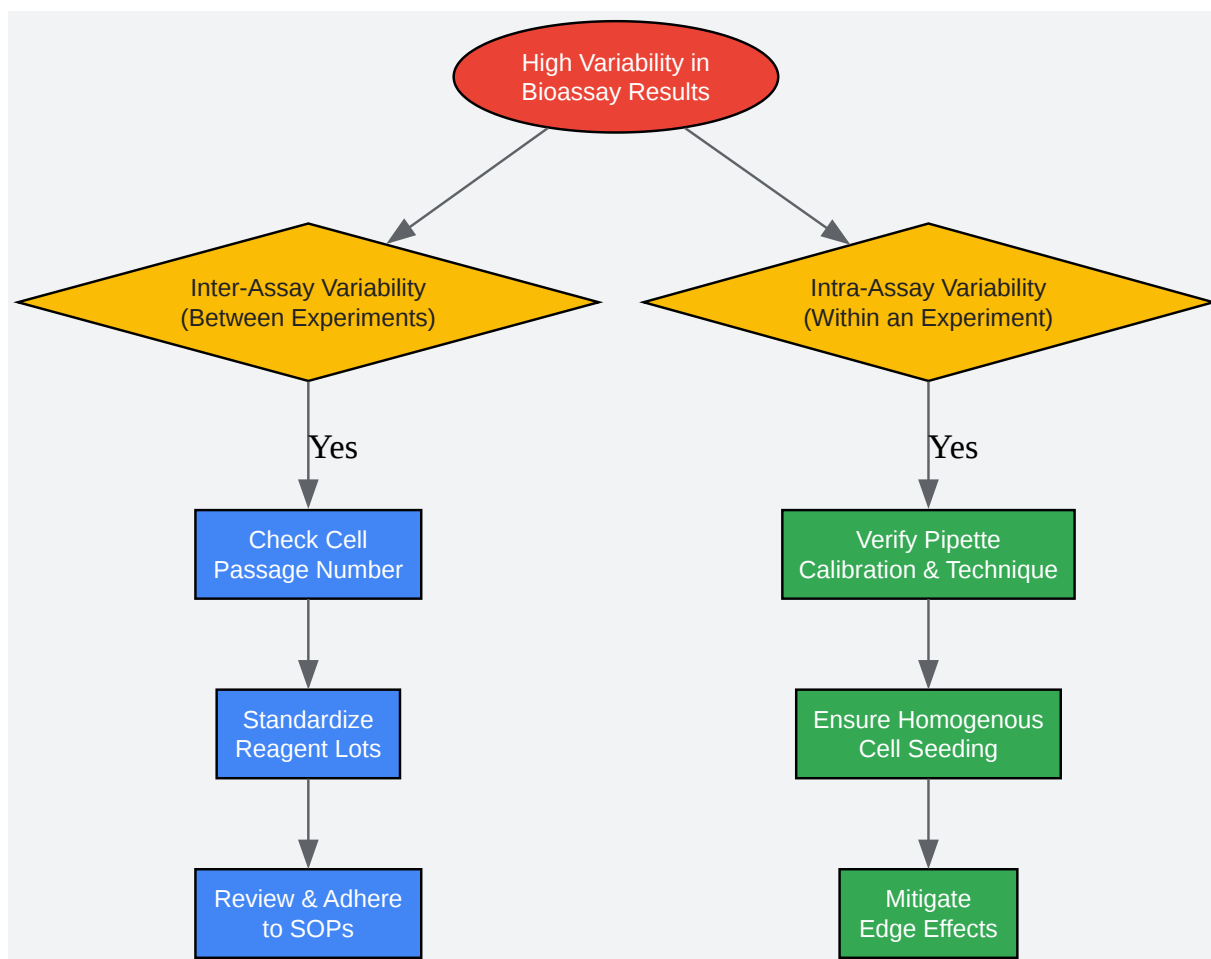 High Variability in
Bioassay Results
Inter-Assay Variability
(Between Experiments)
Intra-Assay Variability
(Within an Experiment)
Yes
Yes
Check Cell
Passage Number
Verify Pipette
Calibration & Technique
Standardize
Reagent Lots
Ensure Homogenous
Cell Seeding
Review & Adhere
to SOPs
Mitigate
Edge Effects